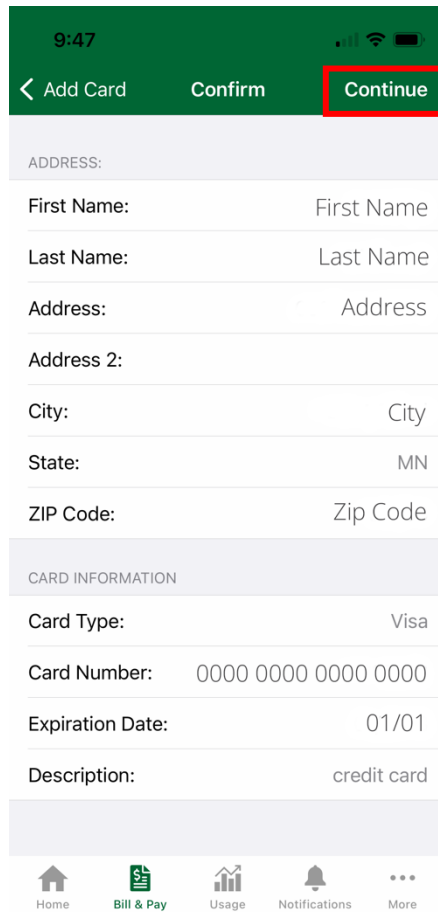 9:47
Add Card Confirm Continue
ADDRESS:
First Name: First Name
Last Name: Last Name
Address: Address
Address 2:
City: City
State: MN
ZIP Code: Zip Code
CARD INFORMATION
Card Type: Visa
Card Number: 0000 0000 0000 0000
Expiration Date: 01/01
Description: credit card
Home Bill & Pay Usage Notifications More